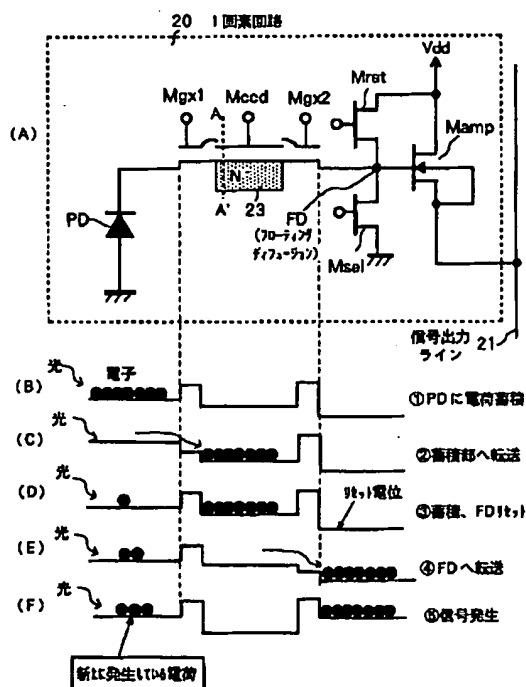 20 1画素回路
Vdd
Mrst
Mgx1 Mccd Mgx2
A
(A)
Mamp
N⁻
PD
A'
23
FD
(フローティング
ディフュージョン)
Msel
信号出力
ライン 21
(B) 光 電子 ①PDに電荷蓄積
(C) 光 ②蓄積部へ転送
(D) 光 リセット電位 ③蓄積、FDリセット
(E) 光 ④FDへ転送
(F) 光 ⑤信号発生
新たに発生している電荷